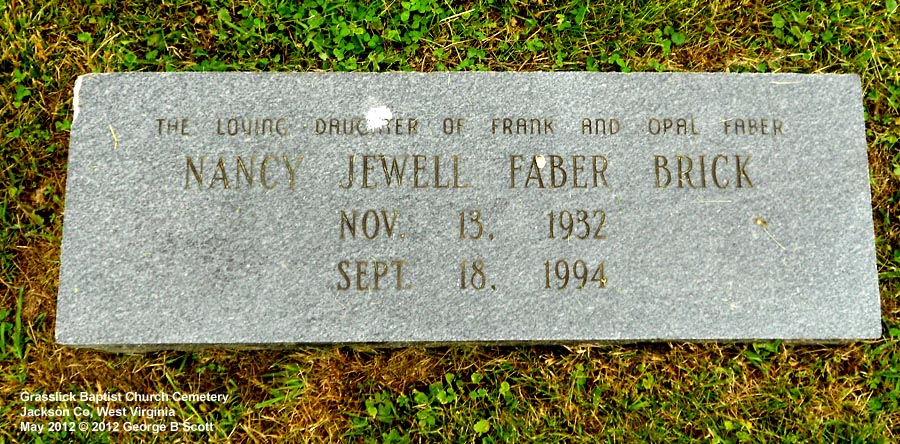 THE LOVING DAUGHTER OF FRANK AND OPAL FABER
NANCY JEWELL FABER BRICK
NOV. 13, 1932
SEPT. 18, 1994
Grasslick Baptist Church Cemetery
Jackson Co, West Virginia
May 2012 © 2012 George B Scott